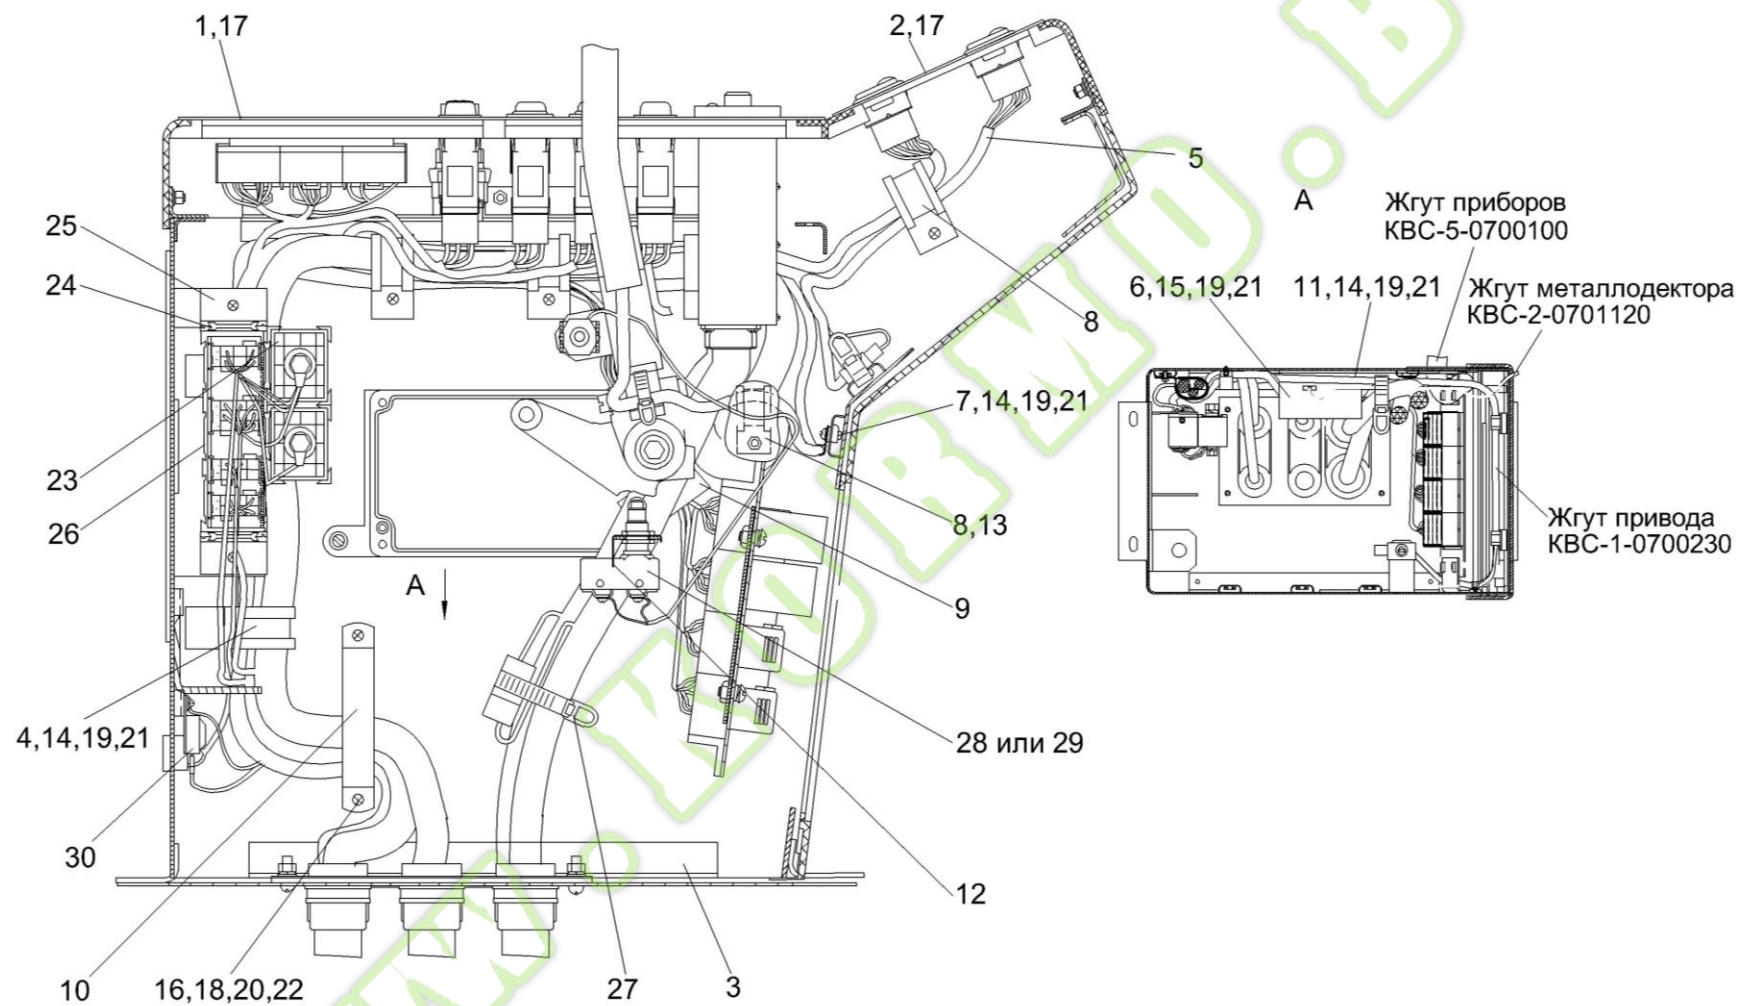 1,17
2,17
5
А
Жгут приборов
КВС-5-0700100
25
24
6,15,19,21
11,14,19,21
Жгут металлодектора
КВС-2-0701120
8
7,14,19,21
23
26
8,13
Жгут привода
КВС-1-0700230
А
9
4,14,19,21
28 или 29
30
12
10
16,18,20,22
27
3
WWW.KORMO.B